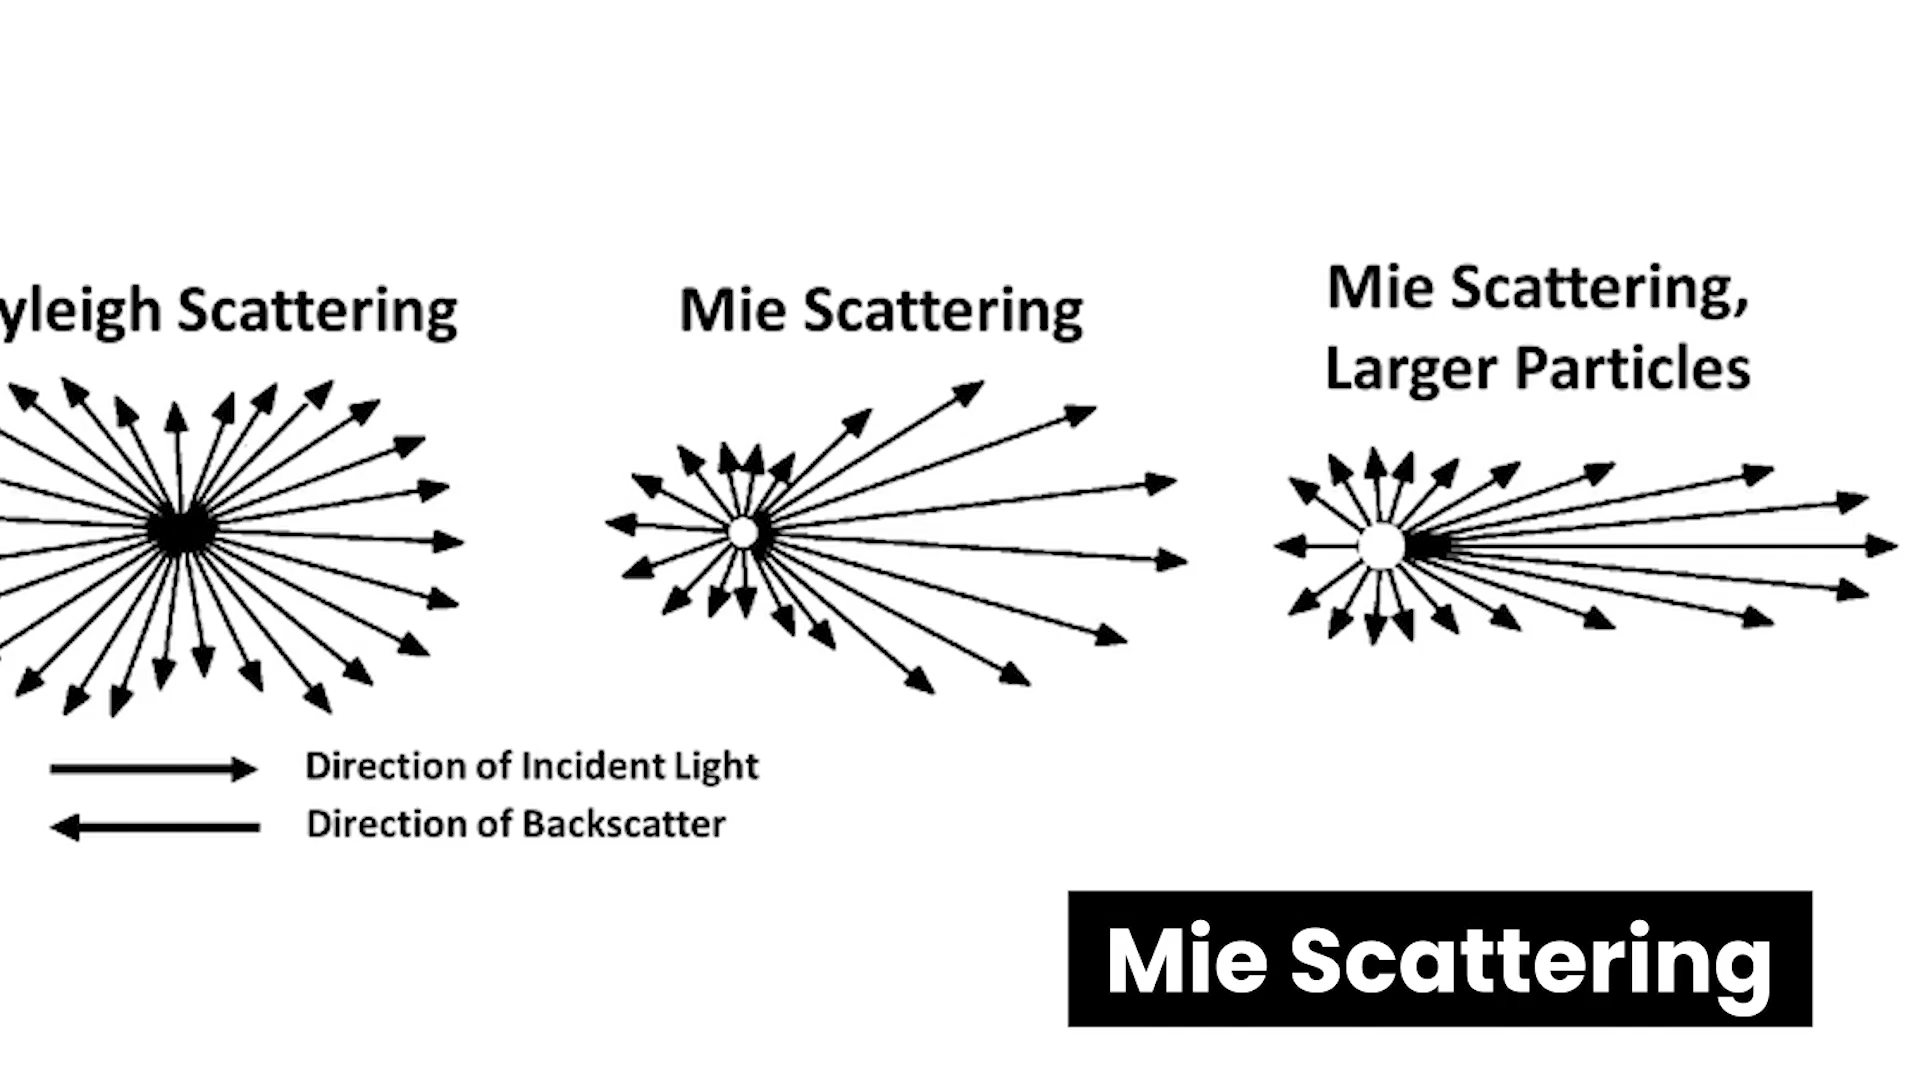 yleigh Scattering
Mie Scattering
Mie Scattering,
Larger Particles
Direction of Incident Light
Direction of Backscatter
Mie Scattering